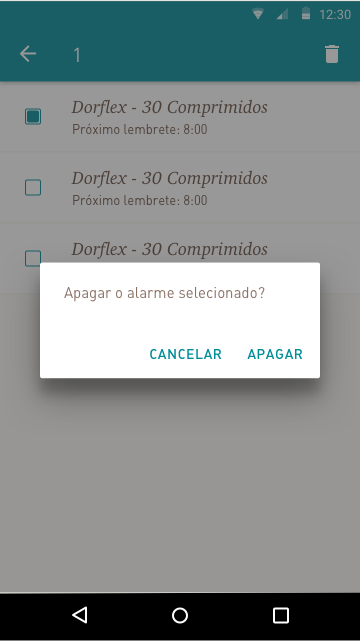 12:30
1
Dorflex - 30 Comprimidos
Próximo lembrete: 8:00
Dorflex - 30 Comprimidos
Próximo lembrete: 8:00
Dorflex - 30 Comprimidos
Apagar o alarme selecionado?
CANCELAR APAGAR